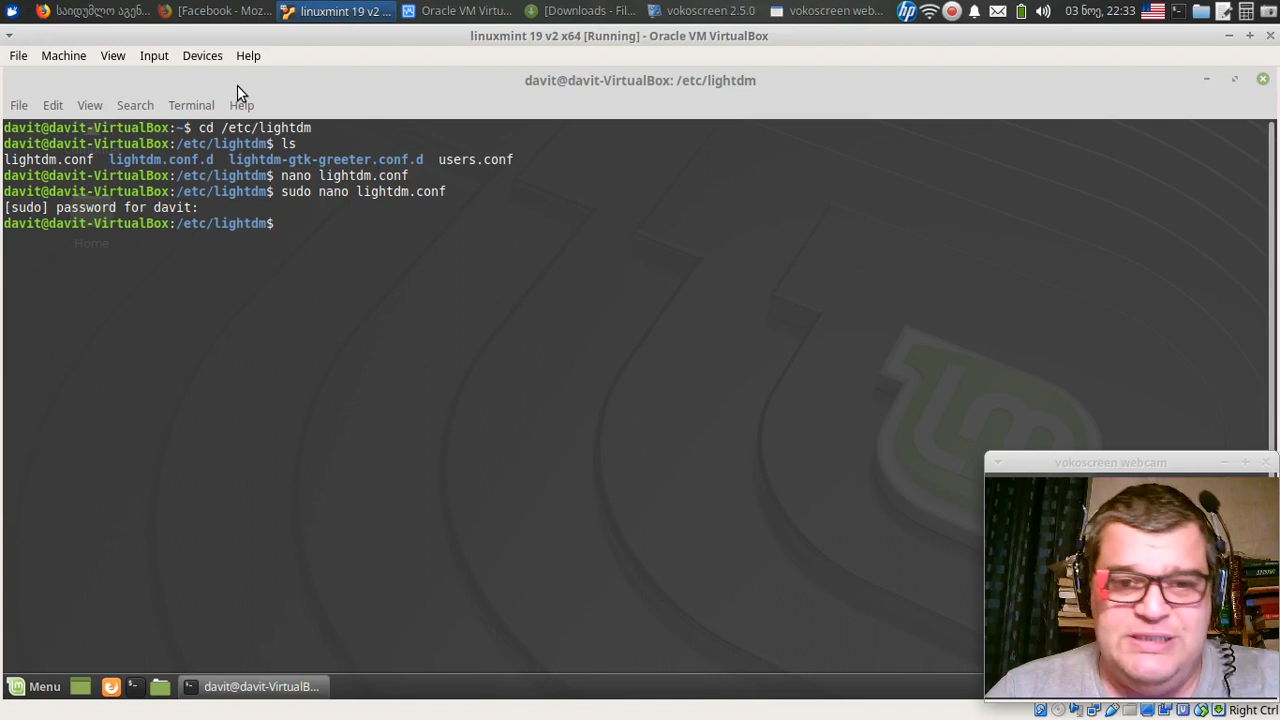 საიდუმლო აგენ...
[Facebook - Moz...
linuxmint 19 v2 ...
Oracle VM Virtu...
[Downloads - Fil...
vokoscreen 2.5.0
vokoscreen web...
hp
03 ნოე, 22:33
linuxmint 19 v2 x64 [Running] - Oracle VM VirtualBox
File Machine View Input Devices Help
davit@davit-VirtualBox: /etc/lightdm
File Edit View Search Terminal Help
davit@davit-VirtualBox:~$ cd /etc/lightdm
davit@davit-VirtualBox:/etc/lightdm$ ls
lightdm.conf lightdm.conf.d lightdm-gtk-greeter.conf.d users.conf
davit@davit-VirtualBox:/etc/lightdm$ nano lightdm.conf
davit@davit-VirtualBox:/etc/lightdm$ sudo nano lightdm.conf
[sudo] password for davit:
davit@davit-VirtualBox:/etc/lightdm$
Home
vokoscreen webcam
Menu
davit@davit-VirtualB...
Right Ctrl